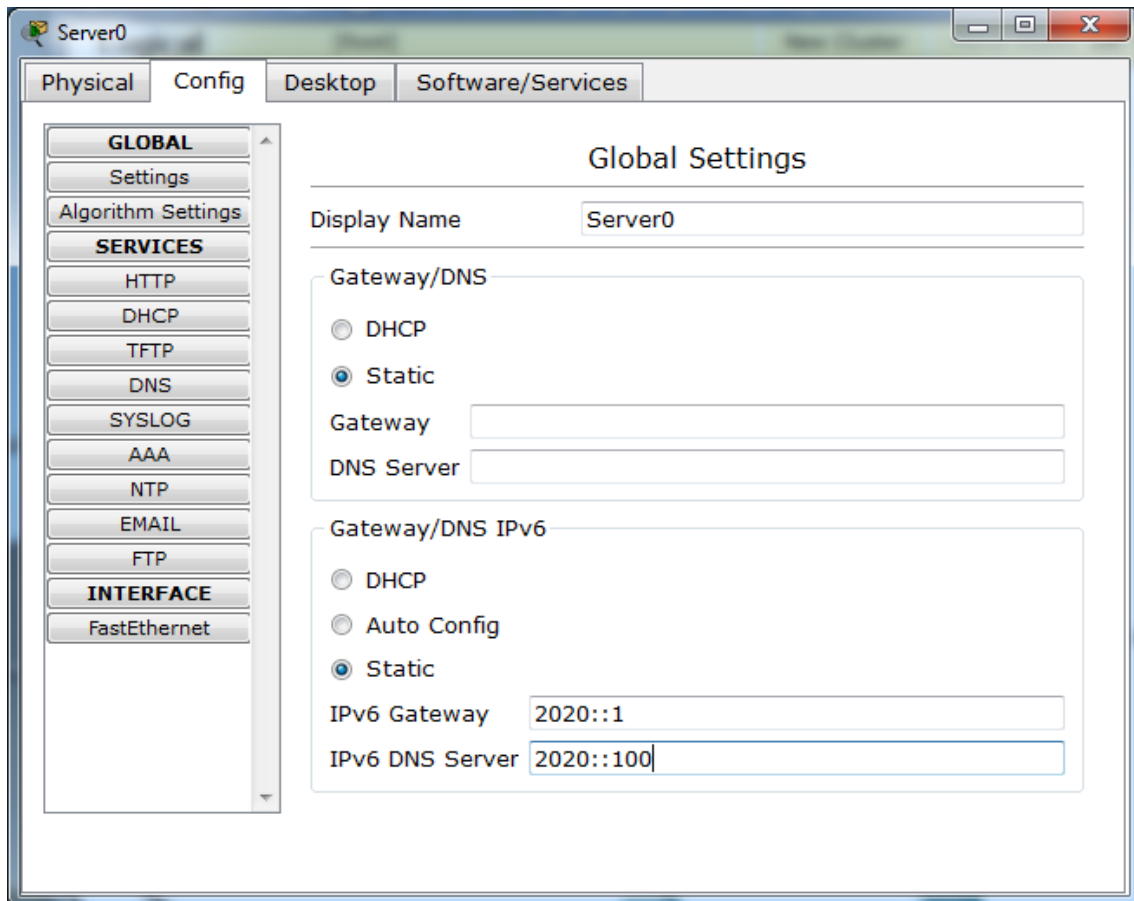 Server0
Physical Config Desktop Software/Services
GLOBAL
Settings
Algorithm Settings
SERVICES
HTTP
DHCP
TFTP
DNS
SYSLOG
AAA
NTP
EMAIL
FTP
INTERFACE
FastEthernet
Global Settings
Display Name Server0
Gateway/DNS
DHCP
Static
Gateway
DNS Server
Gateway/DNS IPv6
DHCP
Auto Config
Static
IPv6 Gateway 2020::1
IPv6 DNS Server 2020::100